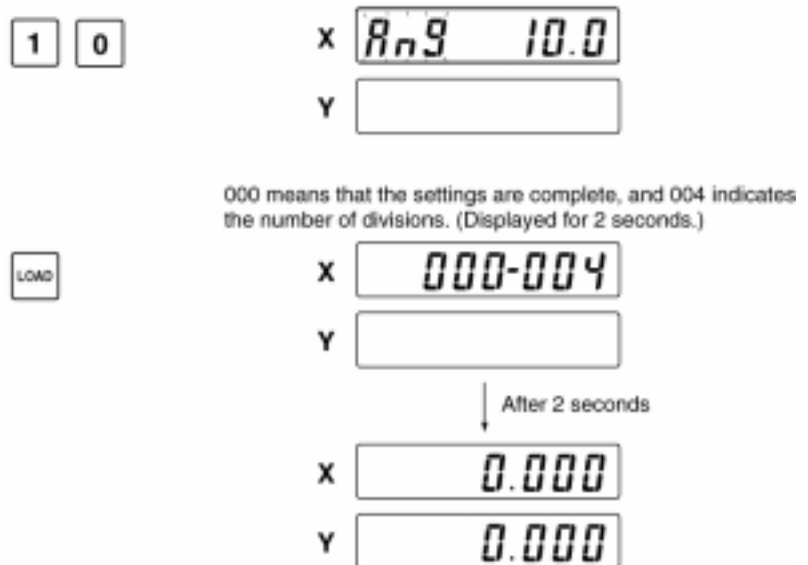 1 0 X Ang 10.0
Y
000 means that the settings are complete, and 004 indicates
the number of divisions. (Displayed for 2 seconds.)
LOAD X 000-004
Y
After 2 seconds
X 0.000
Y 0.000